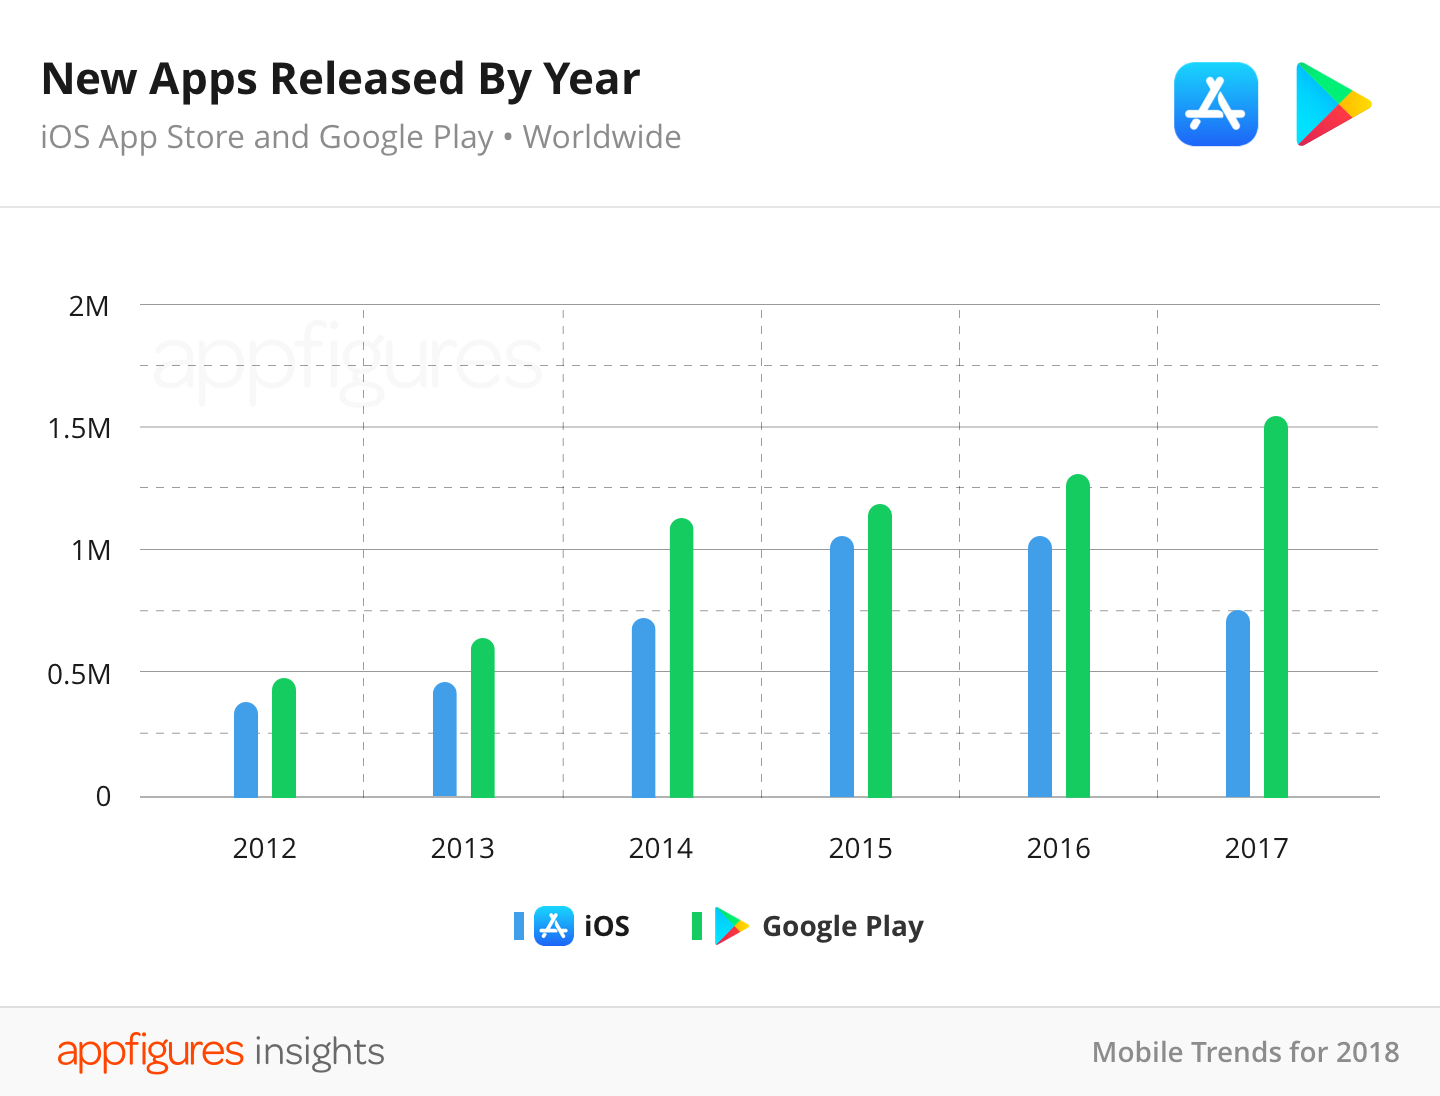 New Apps Released By Year
iOS App Store and Google Play • Worldwide
2M
appfigures
1.5M
1M
0.5M
0
2012 2013 2014 2015 2016 2017
iOS Google Play
appfigures insights Mobile Trends for 2018